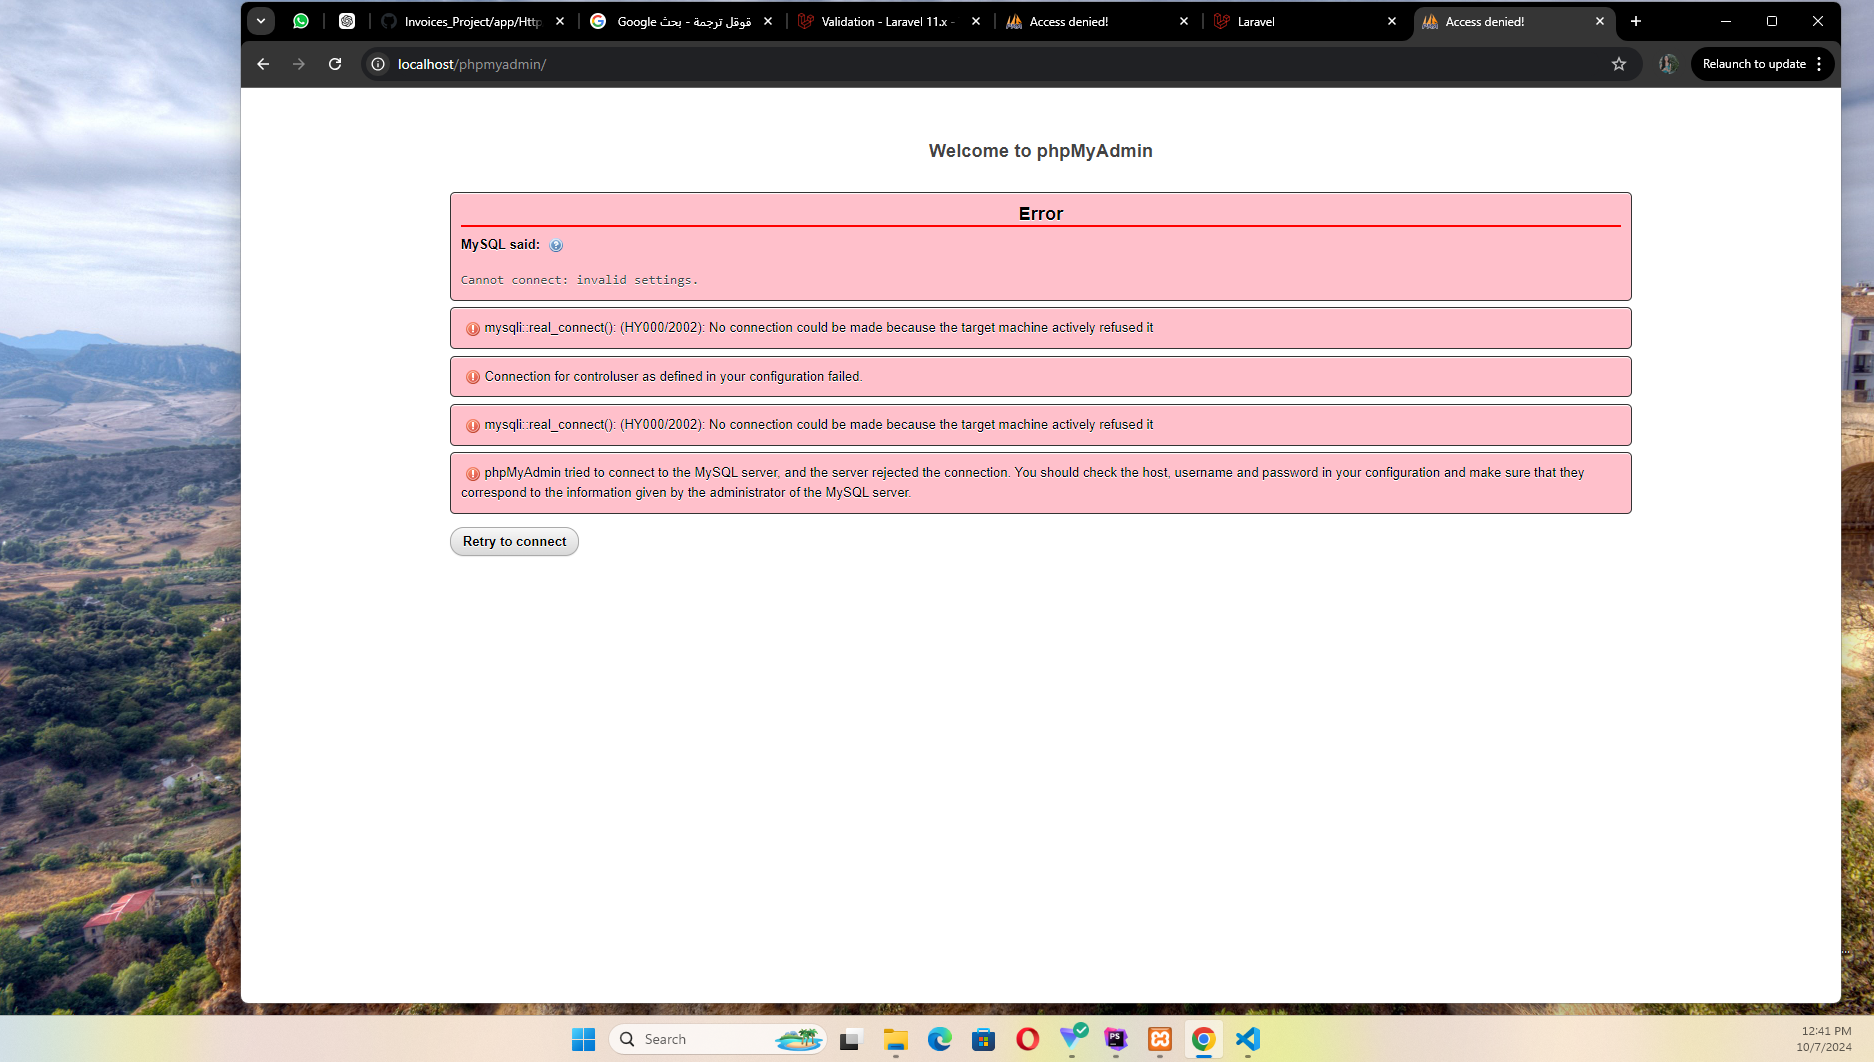 Invoices_Project/app/Http
Google قوقل ترجمة - بحث
Validation - Laravel 11.x -
Access denied!
Laravel
Access denied!
localhost/phpmyadmin/
Relaunch to update
Welcome to phpMyAdmin
Error
MySQL said:
Cannot connect: invalid settings.
mysqli::real_connect(): (HY000/2002): No connection could be made because the target machine actively refused it
Connection for controluser as defined in your configuration failed.
mysqli::real_connect(): (HY000/2002): No connection could be made because the target machine actively refused it
phpMyAdmin tried to connect to the MySQL server, and the server rejected the connection. You should check the host, username and password in your configuration and make sure that they
correspond to the information given by the administrator of the MySQL server.
Retry to connect
Search
PS
12:41 PM
10/7/2024